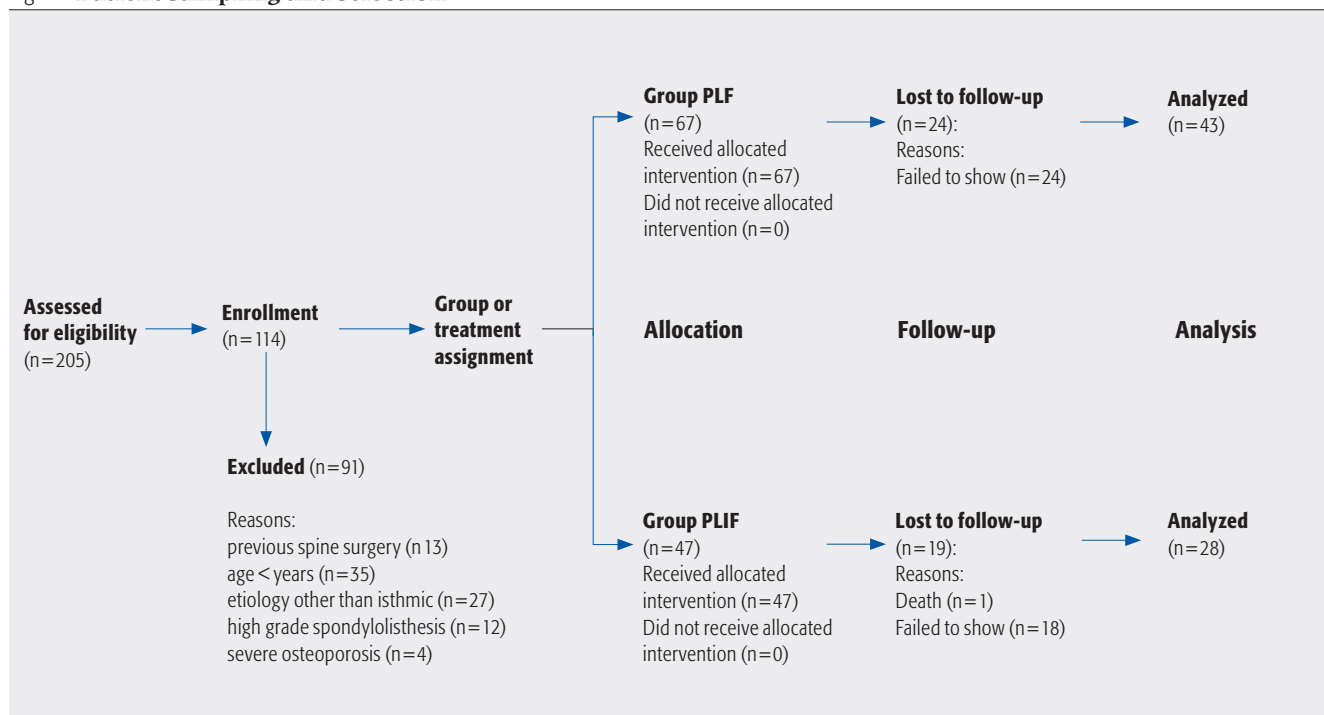 Assessed
for eligibility
(n=205)
Enrollment
(n=114)
Excluded (n=91)
Reasons:
previous spine surgery (n 13)
age < years (n=35)
etiology other than isthmic (n=27)
high grade spondylolisthesis (n=12)
severe osteoporosis (n=4)
Group or
treatment
assignment
Group PLF
(n=67)
Received allocated
intervention (n=67)
Did not receive allocated
intervention (n=0)
Lost to follow-up
(n=24):
Reasons:
Failed to show (n=24)
Analyzed
(n=43)
Allocation
Follow-up
Analysis
Group PLIF
(n=47)
Received allocated
intervention (n=47)
Did not receive allocated
intervention (n=0)
Lost to follow-up
(n=19):
Reasons:
Death (n=1)
Failed to show (n=18)
Analyzed
(n=28)